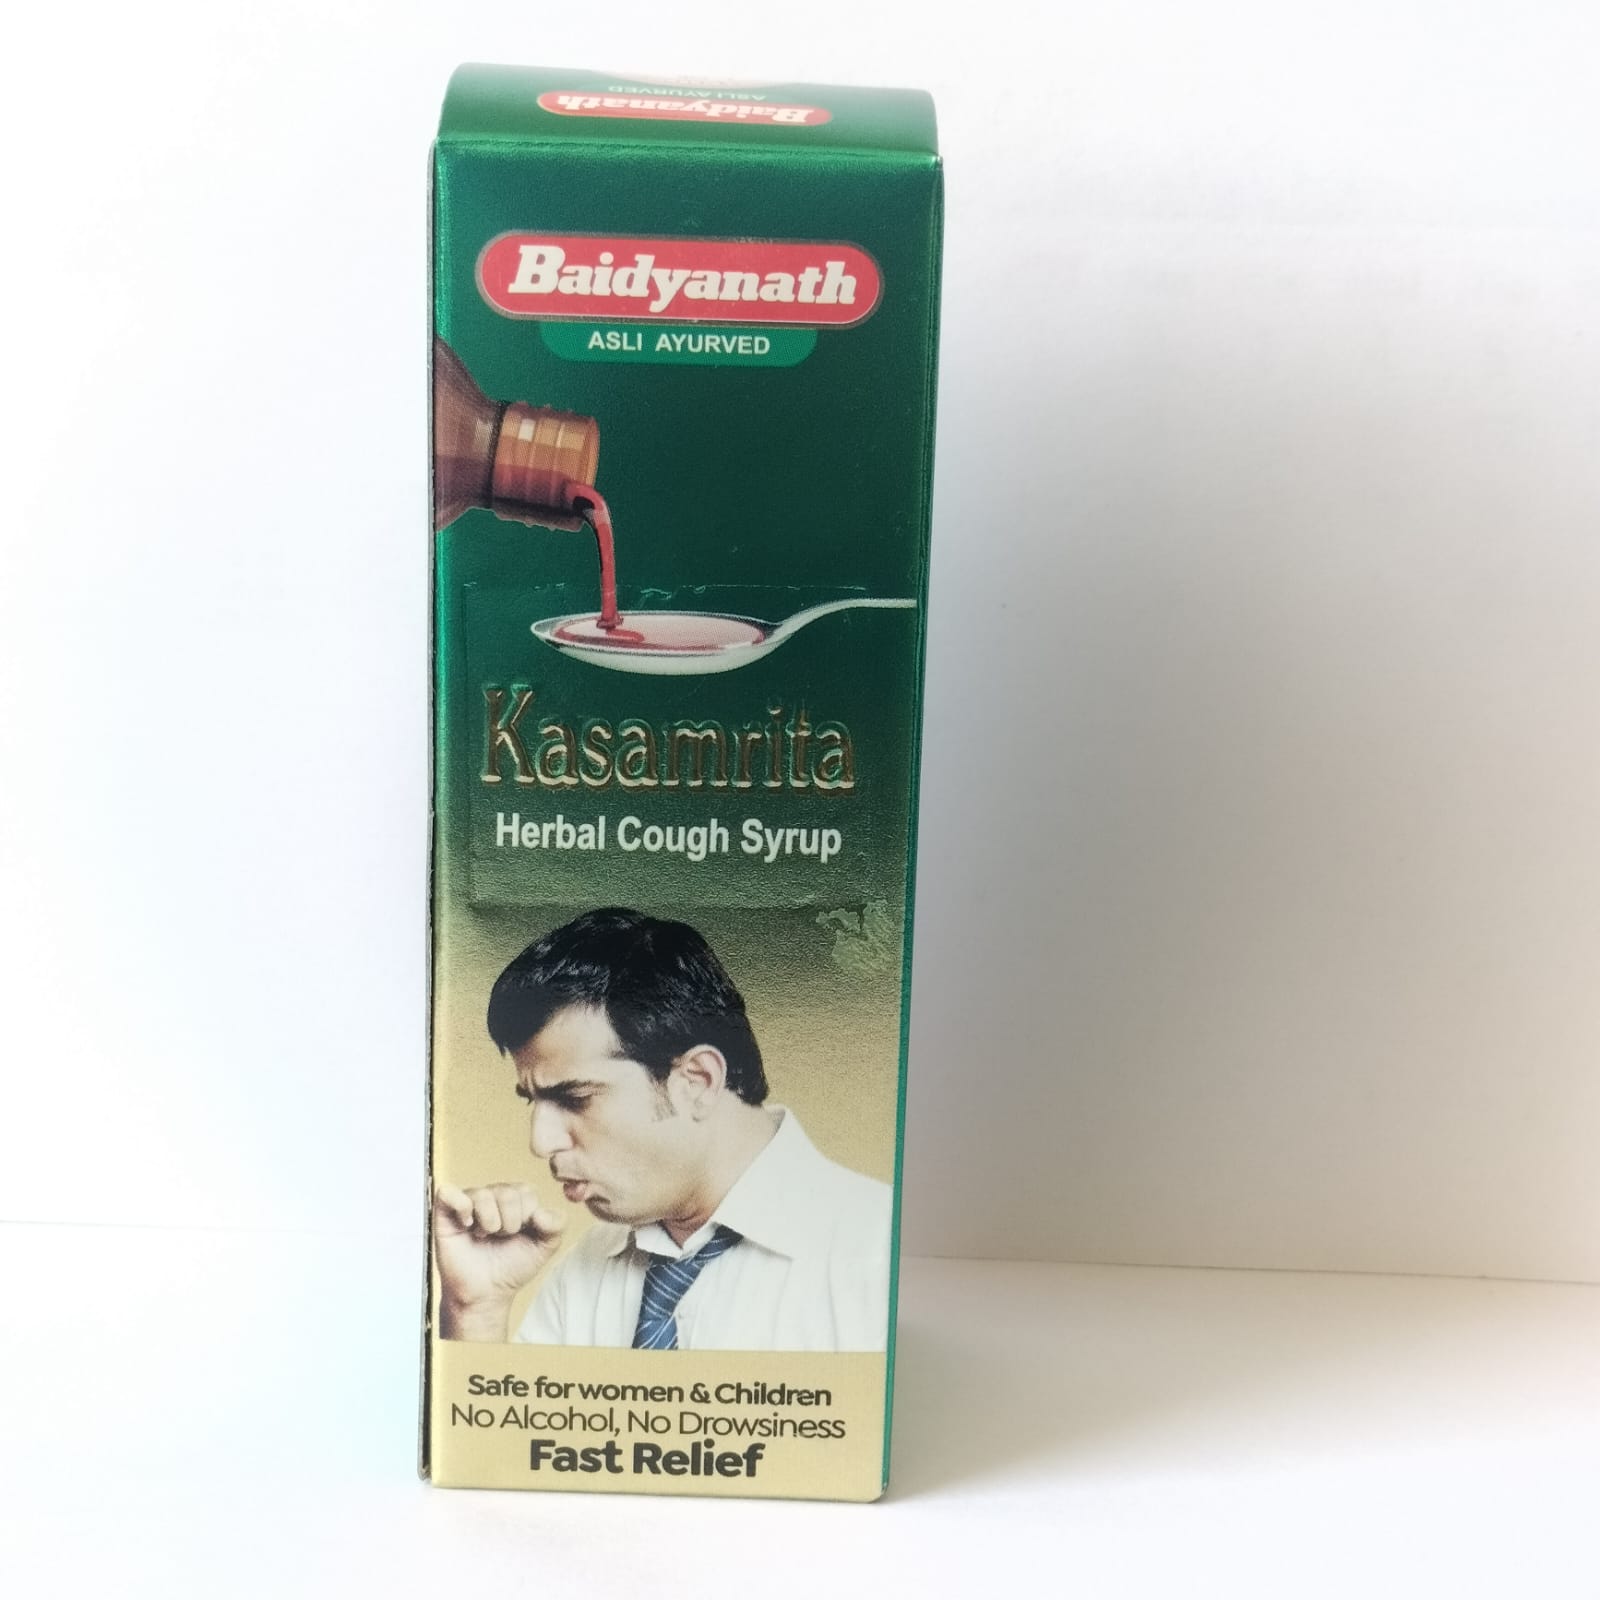 ASLI AYURVED
Baidyanath
Baidyanath
ASLI AYURVED
Kasamrita
Herbal Cough Syrup
Safe for women & Children
No Alcohol, No Drowsiness
Fast Relief